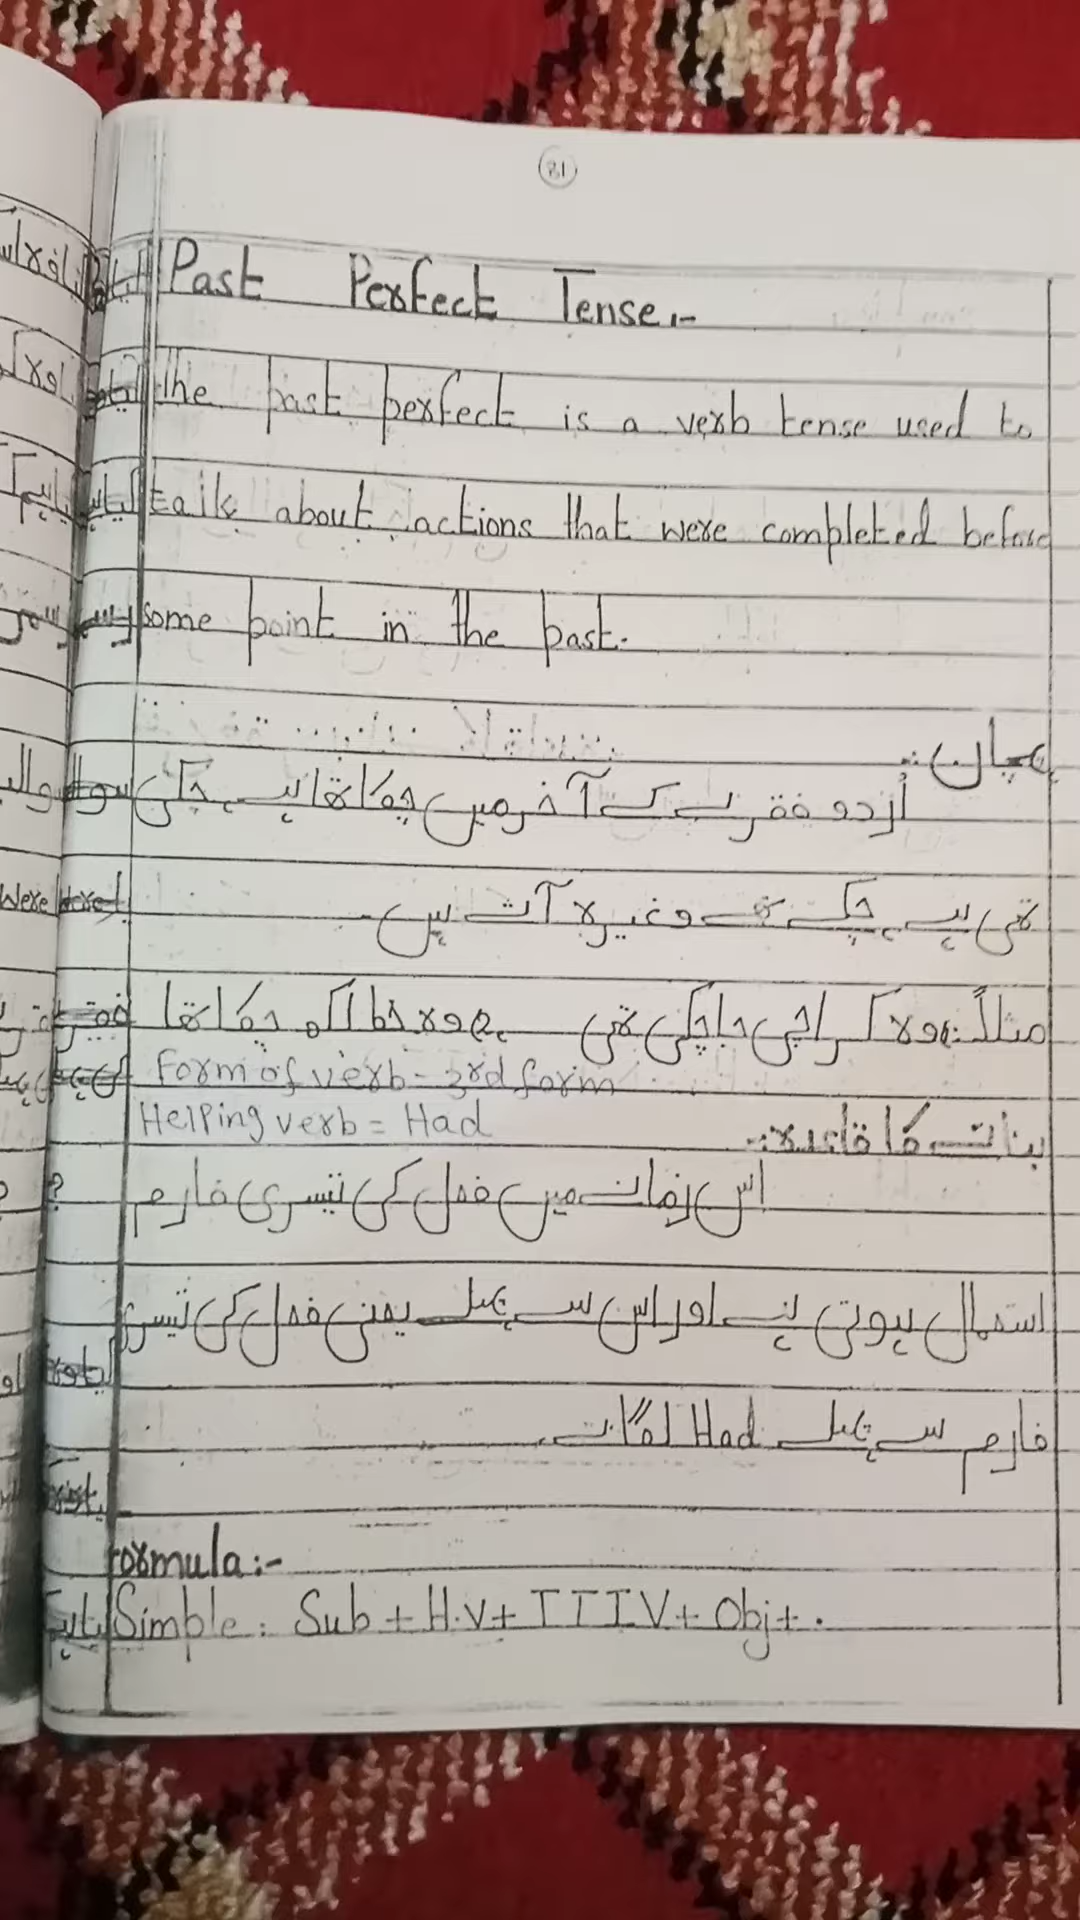 81
Past Perfect Tense:-
The past perfect is a verb tense used to
talk about actions that were completed before
some point in the past.
پہچان:
اُردو فقرے کے آخر میں چکا تھا ہے چکی
تھی ہے چکے تھے وغیرہ آتے ہیں۔
مثلاً: وہ کراچی جا چکی تھی وہ خط لکھ چکا تھا
Form of verb - 3rd form
Helping verb = Had
بنانے کا قاعدہ:
اس زمانے میں فعل کی تیسری فارم
استعمال ہوتی ہے اور اس سے پہلے یعنی فعل کی تیسری
فارم سے پہلے Had لگاتے
Formula:-
Simple: Sub + H.V + IIIV + Obj + .